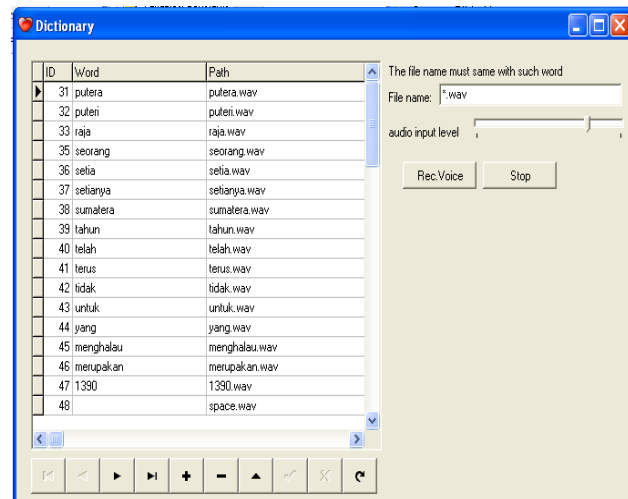 Dictionary
ID Word Path
31 putera putera.wav
32 puteri puteri.wav
33 raja raja.wav
35 seorang seorang.wav
36 setia setia.wav
37 setianya setianya.wav
38 sumatera sumatera.wav
39 tahun tahun.wav
40 telah telah.wav
41 terus terus.wav
42 tidak tidak.wav
43 untuk untuk.wav
44 yang yang.wav
45 menghalau menghalau.wav
46 merupakan merupakan.wav
47 1390 1390.wav
48 space.wav
The file name must same with such word
File name: *.wav
audio input level
Rec.Voice Stop